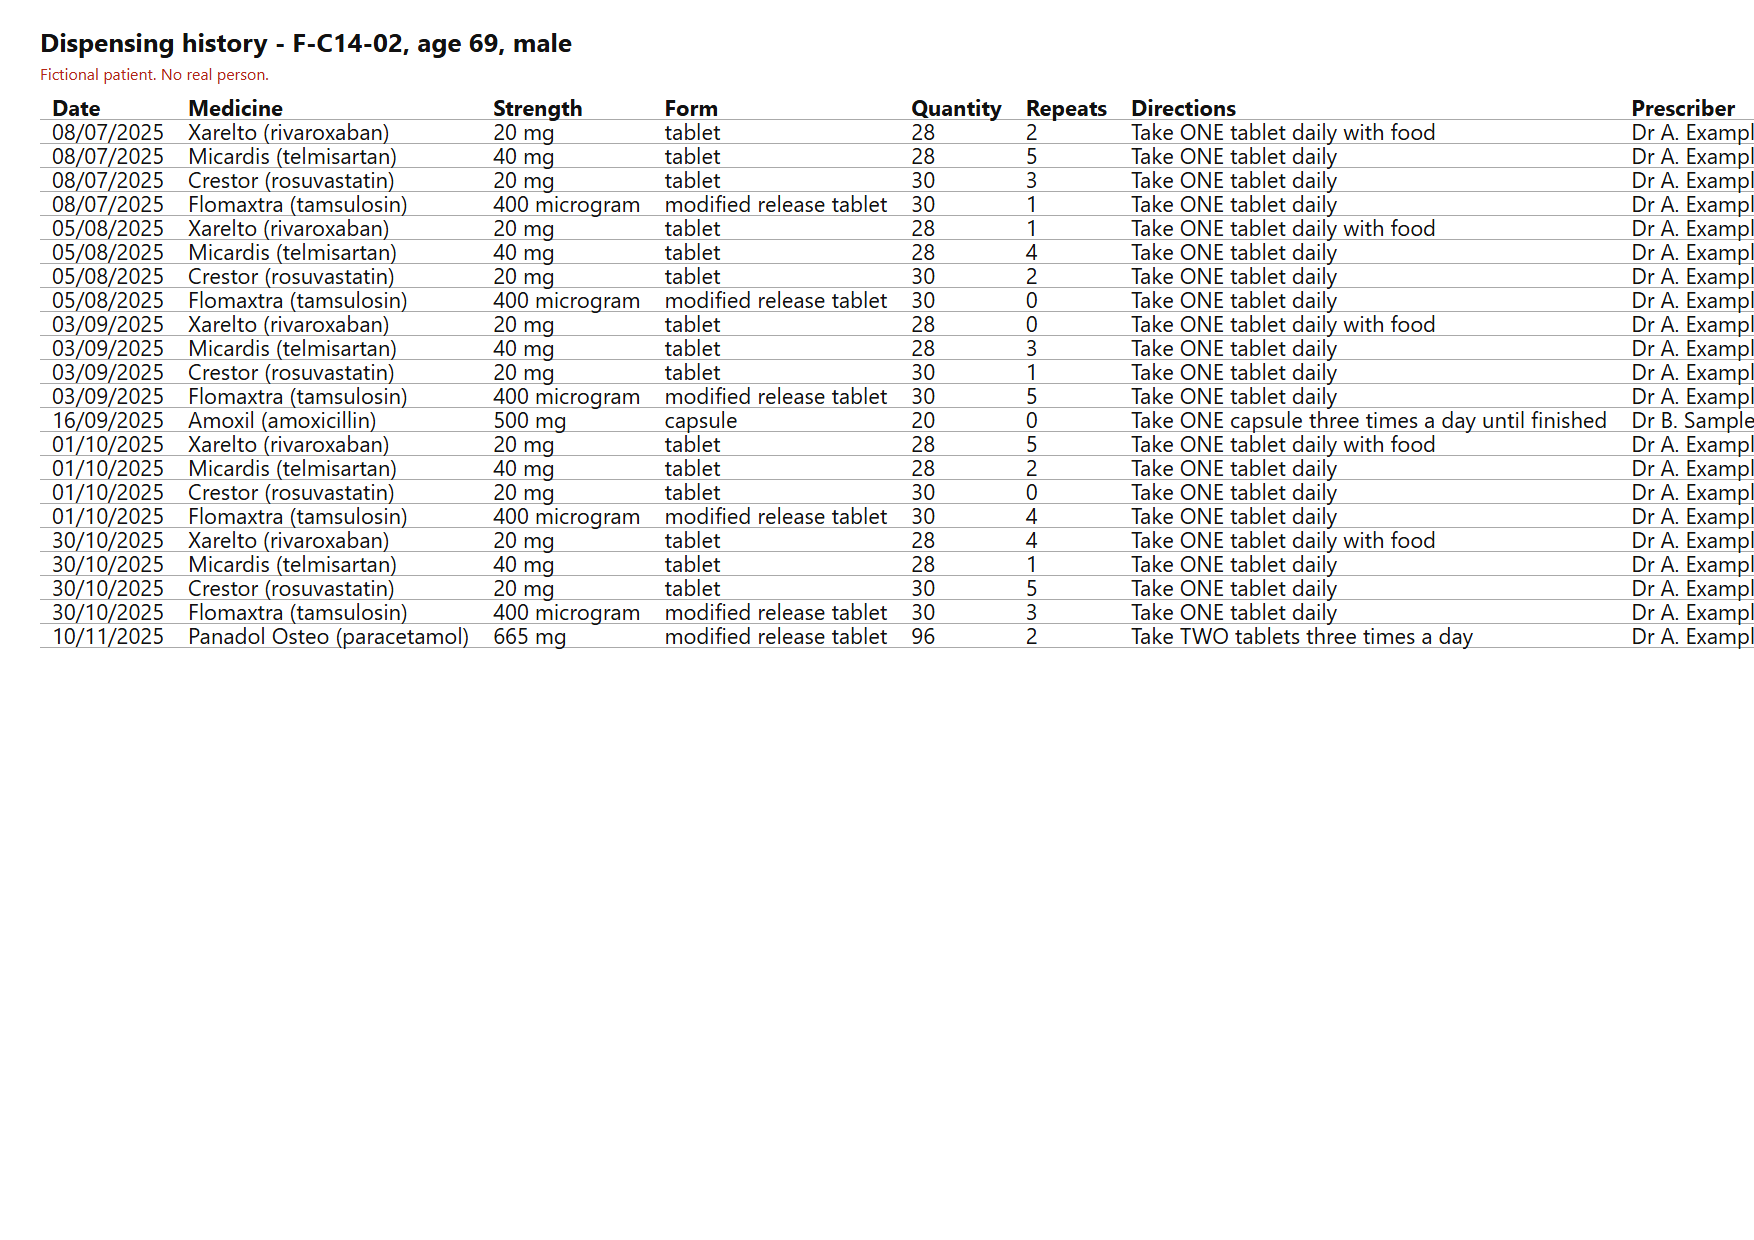 Dispensing history - F-C14-02, age 69, male
Fictional patient. No real person.
Date Medicine Strength Form Quantity Repeats Directions Prescriber
08/07/2025 Xarelto (rivaroxaban) 20 mg tablet 28 2 Take ONE tablet daily with food Dr A. Exampl
08/07/2025 Micardis (telmisartan) 40 mg tablet 28 5 Take ONE tablet daily Dr A. Exampl
08/07/2025 Crestor (rosuvastatin) 20 mg tablet 30 3 Take ONE tablet daily Dr A. Exampl
08/07/2025 Flomaxtra (tamsulosin) 400 microgram modified release tablet 30 1 Take ONE tablet daily Dr A. Exampl
05/08/2025 Xarelto (rivaroxaban) 20 mg tablet 28 1 Take ONE tablet daily with food Dr A. Exampl
05/08/2025 Micardis (telmisartan) 40 mg tablet 28 4 Take ONE tablet daily Dr A. Exampl
05/08/2025 Crestor (rosuvastatin) 20 mg tablet 30 2 Take ONE tablet daily Dr A. Exampl
05/08/2025 Flomaxtra (tamsulosin) 400 microgram modified release tablet 30 0 Take ONE tablet daily Dr A. Exampl
03/09/2025 Xarelto (rivaroxaban) 20 mg tablet 28 0 Take ONE tablet daily with food Dr A. Exampl
03/09/2025 Micardis (telmisartan) 40 mg tablet 28 3 Take ONE tablet daily Dr A. Exampl
03/09/2025 Crestor (rosuvastatin) 20 mg tablet 30 1 Take ONE tablet daily Dr A. Exampl
03/09/2025 Flomaxtra (tamsulosin) 400 microgram modified release tablet 30 5 Take ONE tablet daily Dr A. Exampl
16/09/2025 Amoxil (amoxicillin) 500 mg capsule 20 0 Take ONE capsule three times a day until finished Dr B. Sample
01/10/2025 Xarelto (rivaroxaban) 20 mg tablet 28 5 Take ONE tablet daily with food Dr A. Exampl
01/10/2025 Micardis (telmisartan) 40 mg tablet 28 2 Take ONE tablet daily Dr A. Exampl
01/10/2025 Crestor (rosuvastatin) 20 mg tablet 30 0 Take ONE tablet daily Dr A. Exampl
01/10/2025 Flomaxtra (tamsulosin) 400 microgram modified release tablet 30 4 Take ONE tablet daily Dr A. Exampl
30/10/2025 Xarelto (rivaroxaban) 20 mg tablet 28 4 Take ONE tablet daily with food Dr A. Exampl
30/10/2025 Micardis (telmisartan) 40 mg tablet 28 1 Take ONE tablet daily Dr A. Exampl
30/10/2025 Crestor (rosuvastatin) 20 mg tablet 30 5 Take ONE tablet daily Dr A. Exampl
30/10/2025 Flomaxtra (tamsulosin) 400 microgram modified release tablet 30 3 Take ONE tablet daily Dr A. Exampl
10/11/2025 Panadol Osteo (paracetamol) 665 mg modified release tablet 96 2 Take TWO tablets three times a day Dr A. Exampl